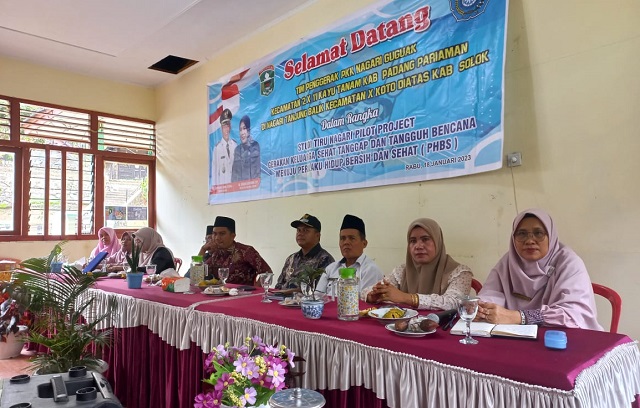 Selamat Datang
TIM PENGGERAK PKK NAGARI GUGUAK
KECAMATAN 2X 11 KAYU TANAM KAB PADANG PARIAMAN
DI NAGARI TANJUNG BALIK KECAMATAN X KOTO DIATAS KAB SOLOK
Dalam Rangka
STUDI TIRU NAGARI PILOT PROJECT
GERAKAN KELUARGA SEHAT TANGGAP DAN TANGGUH BENCANA
MENUJU PERILAKU HIDUP BERSIH DAN SEHAT ( PHBS )
RABU, 18 JANUARI 2023